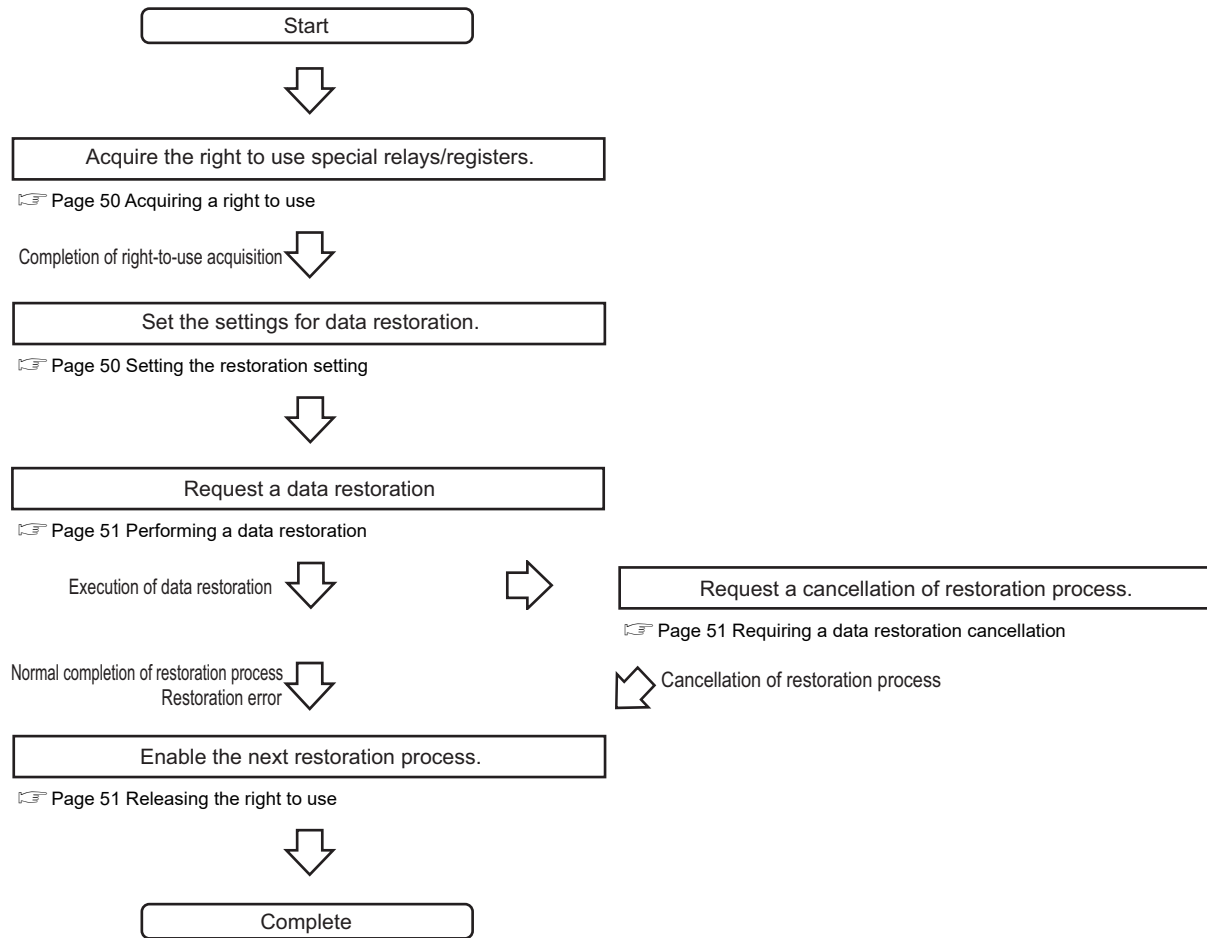 Start
Acquire the right to use special relays/registers.
Page 50 Acquiring a right to use
Completion of right-to-use acquisition
Set the settings for data restoration.
Page 50 Setting the restoration setting
Request a data restoration
Page 51 Performing a data restoration
Execution of data restoration
Request a cancellation of restoration process.
Page 51 Requiring a data restoration cancellation
Normal completion of restoration process
Restoration error
Cancellation of restoration process
Enable the next restoration process.
Page 51 Releasing the right to use
Complete